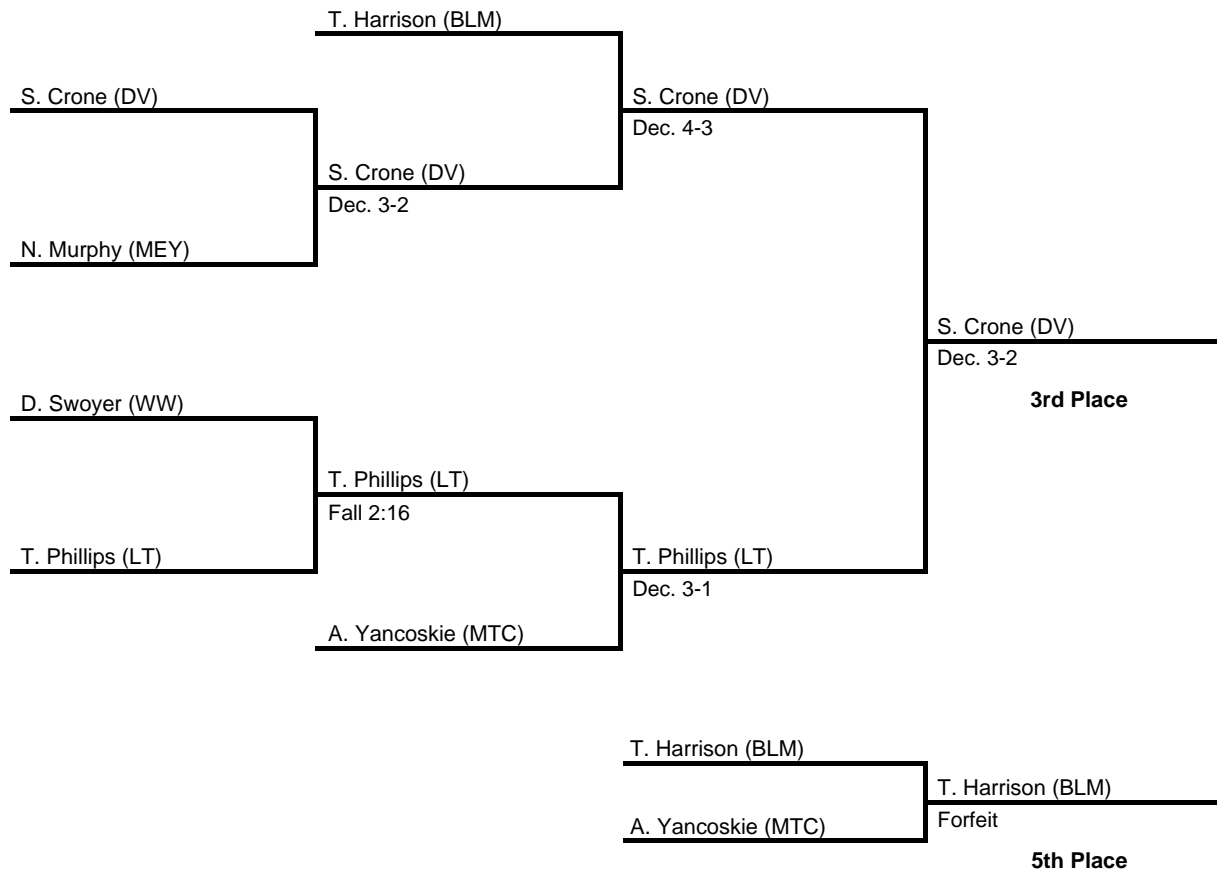 T. Harrison (BLM)
S. Crone (DV)
S. Crone (DV)
Dec. 4-3
S. Crone (DV)
Dec. 3-2
N. Murphy (MEY)
S. Crone (DV)
Dec. 3-2
3rd Place
D. Swoyer (WW)
T. Phillips (LT)
Fall 2:16
T. Phillips (LT)
T. Phillips (LT)
Dec. 3-1
A. Yancoskie (MTC)
T. Harrison (BLM)
T. Harrison (BLM)
Forfeit
A. Yancoskie (MTC)
5th Place